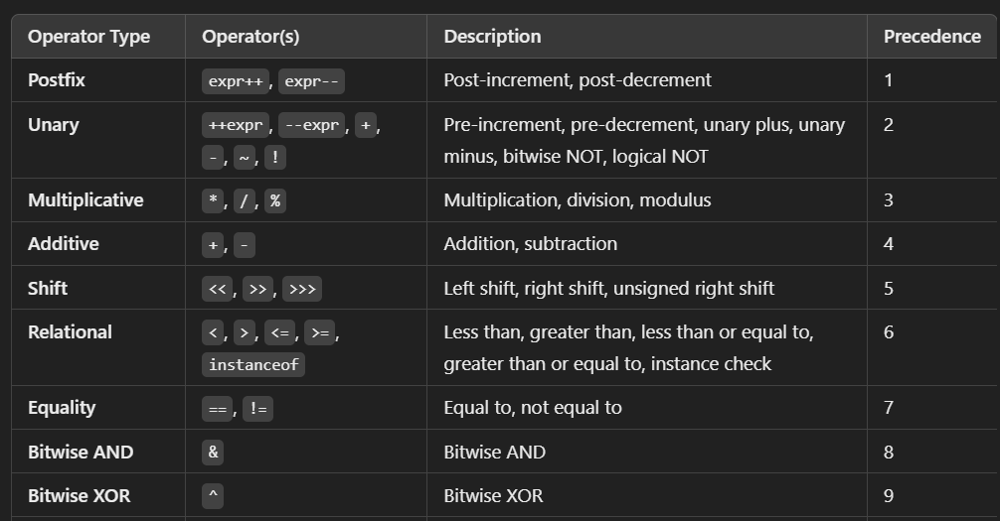 Operator Type Operator(s) Description Precedence
Postfix expr++, expr-- Post-increment, post-decrement 1
Unary ++expr, --expr, +, Pre-increment, pre-decrement, unary plus, unary 2
-, ~, ! minus, bitwise NOT, logical NOT
Multiplicative *, /, % Multiplication, division, modulus 3
Additive +, - Addition, subtraction 4
Shift <<, >>, >>> Left shift, right shift, unsigned right shift 5
Relational <, >, <=, >=, Less than, greater than, less than or equal to, 6
instanceof greater than or equal to, instance check
Equality ==, != Equal to, not equal to 7
Bitwise AND & Bitwise AND 8
Bitwise XOR ^ Bitwise XOR 9